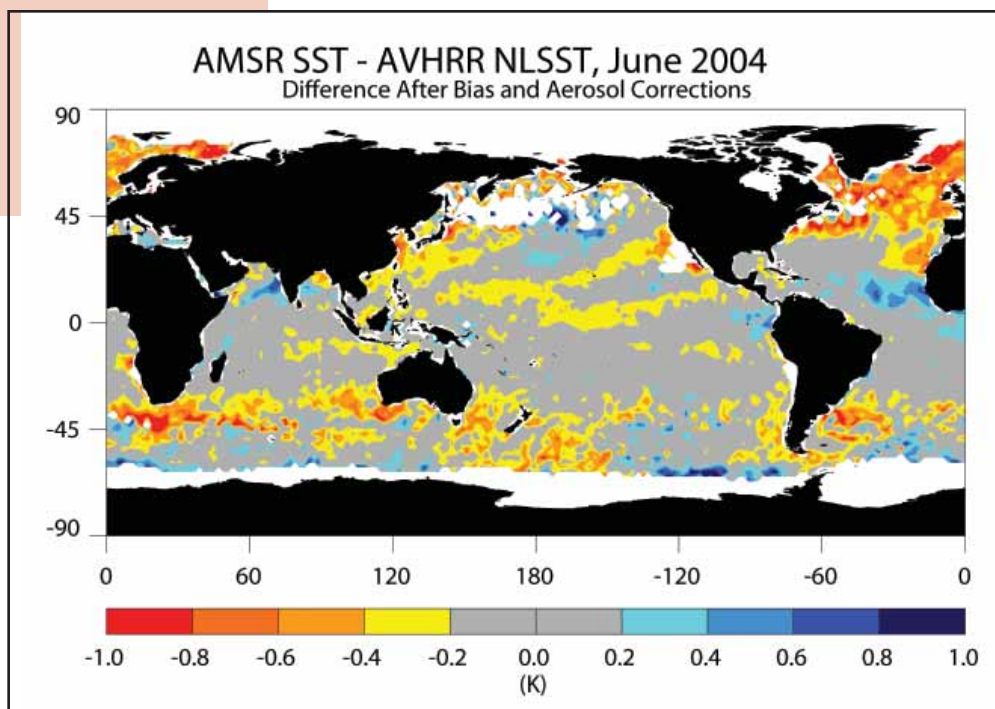 AMSR SST - AVHRR NLSST, June 2004
Difference After Bias and Aerosol Corrections
90
45
0
-45
-90
0 60 120 180 -120 -60 0
-1.0 -0.8 -0.6 -0.4 -0.2 0.0 0.2 0.4 0.6 0.8 1.0
(K)